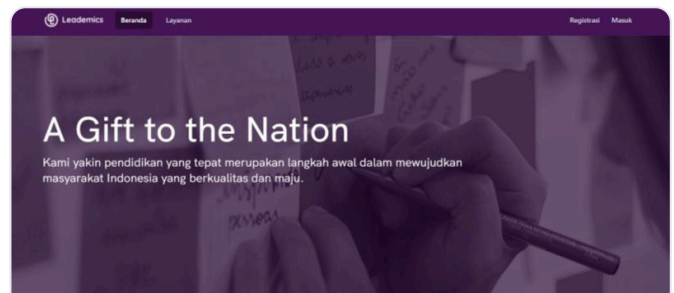 Leademics Beranda Layanan Registrasi Masuk
A Gift to the Nation
Kami yakin pendidikan yang tepat merupakan langkah awal dalam mewujudkan
masyarakat Indonesia yang berkualitas dan maju.